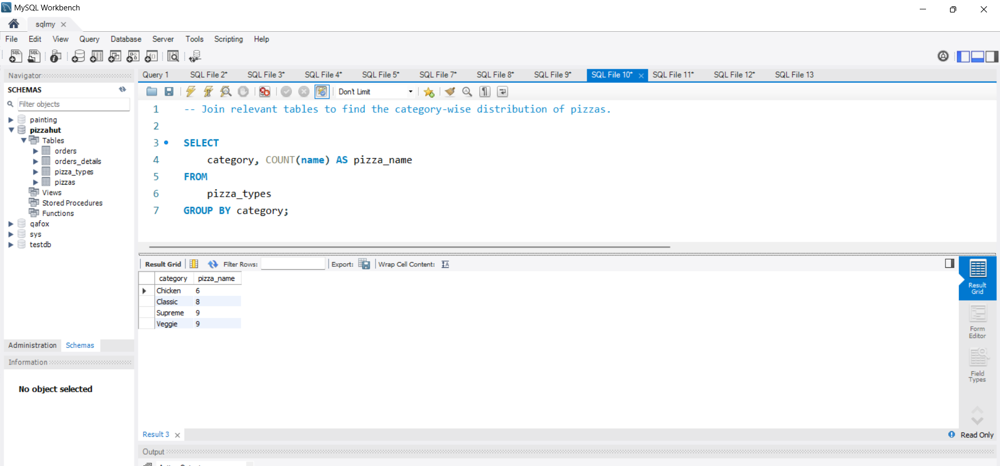 MySQL Workbench
sqlmy
File Edit View Query Database Server Tools Scripting Help
Navigator
SCHEMAS
Filter objects
painting
pizzahut
Tables
orders
orders_details
pizza_types
pizzas
Views
Stored Procedures
Functions
qafox
sys
testdb
Administration Schemas
Information
No object selected
Query 1 SQL File 2* SQL File 3* SQL File 4* SQL File 5* SQL File 7* SQL File 8* SQL File 9* SQL File 10* SQL File 11* SQL File 12* SQL File 13
Don't Limit
1 -- Join relevant tables to find the category-wise distribution of pizzas.
2
3 SELECT
4 category, COUNT(name) AS pizza_name
5 FROM
6 pizza_types
7 GROUP BY category;
Result Grid Filter Rows: Export: Wrap Cell Content:
category pizza_name
Chicken 6
Classic 8
Supreme 9
Veggie 9
Result
Grid
Form
Editor
Field
Types
Result 3
Read Only
Output